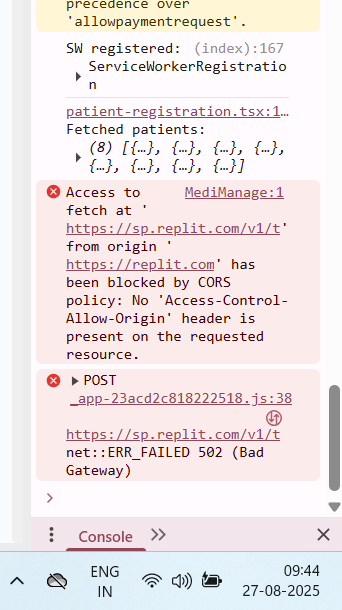 precedence over
'allowpaymentrequest'.
SW registered: (index):167
ServiceWorkerRegistratio
n
patient-registration.tsx:1…
Fetched patients:
(8) [{…}, {…}, {…}, {…},
{…}, {…}, {…}, {…}]
Access to MediManage:1
fetch at '
https://sp.replit.com/v1/t'
from origin '
https://replit.com' has
been blocked by CORS
policy: No 'Access-Control-
Allow-Origin' header is
present on the requested
resource.
POST
_app-23acd2c818222518.js:38
https://sp.replit.com/v1/t
net::ERR_FAILED 502 (Bad
Gateway)
Console
ENG
IN
09:44
27-08-2025